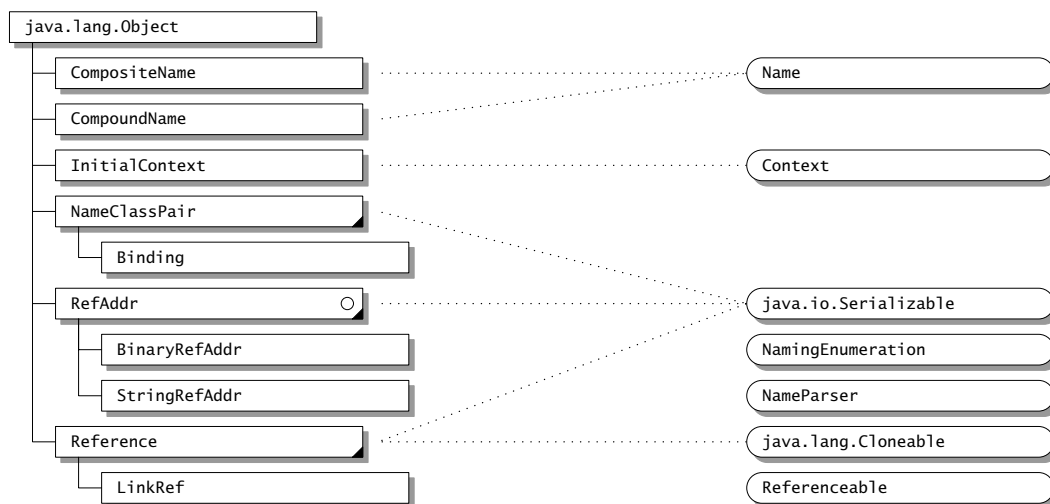 java.lang.Object
CompositeName
Name
CompoundName
InitialContext
Context
NameClassPair
Binding
RefAddr
java.io.Serializable
BinaryRefAddr
NamingEnumeration
StringRefAddr
NameParser
Reference
java.lang.Cloneable
LinkRef
Referenceable